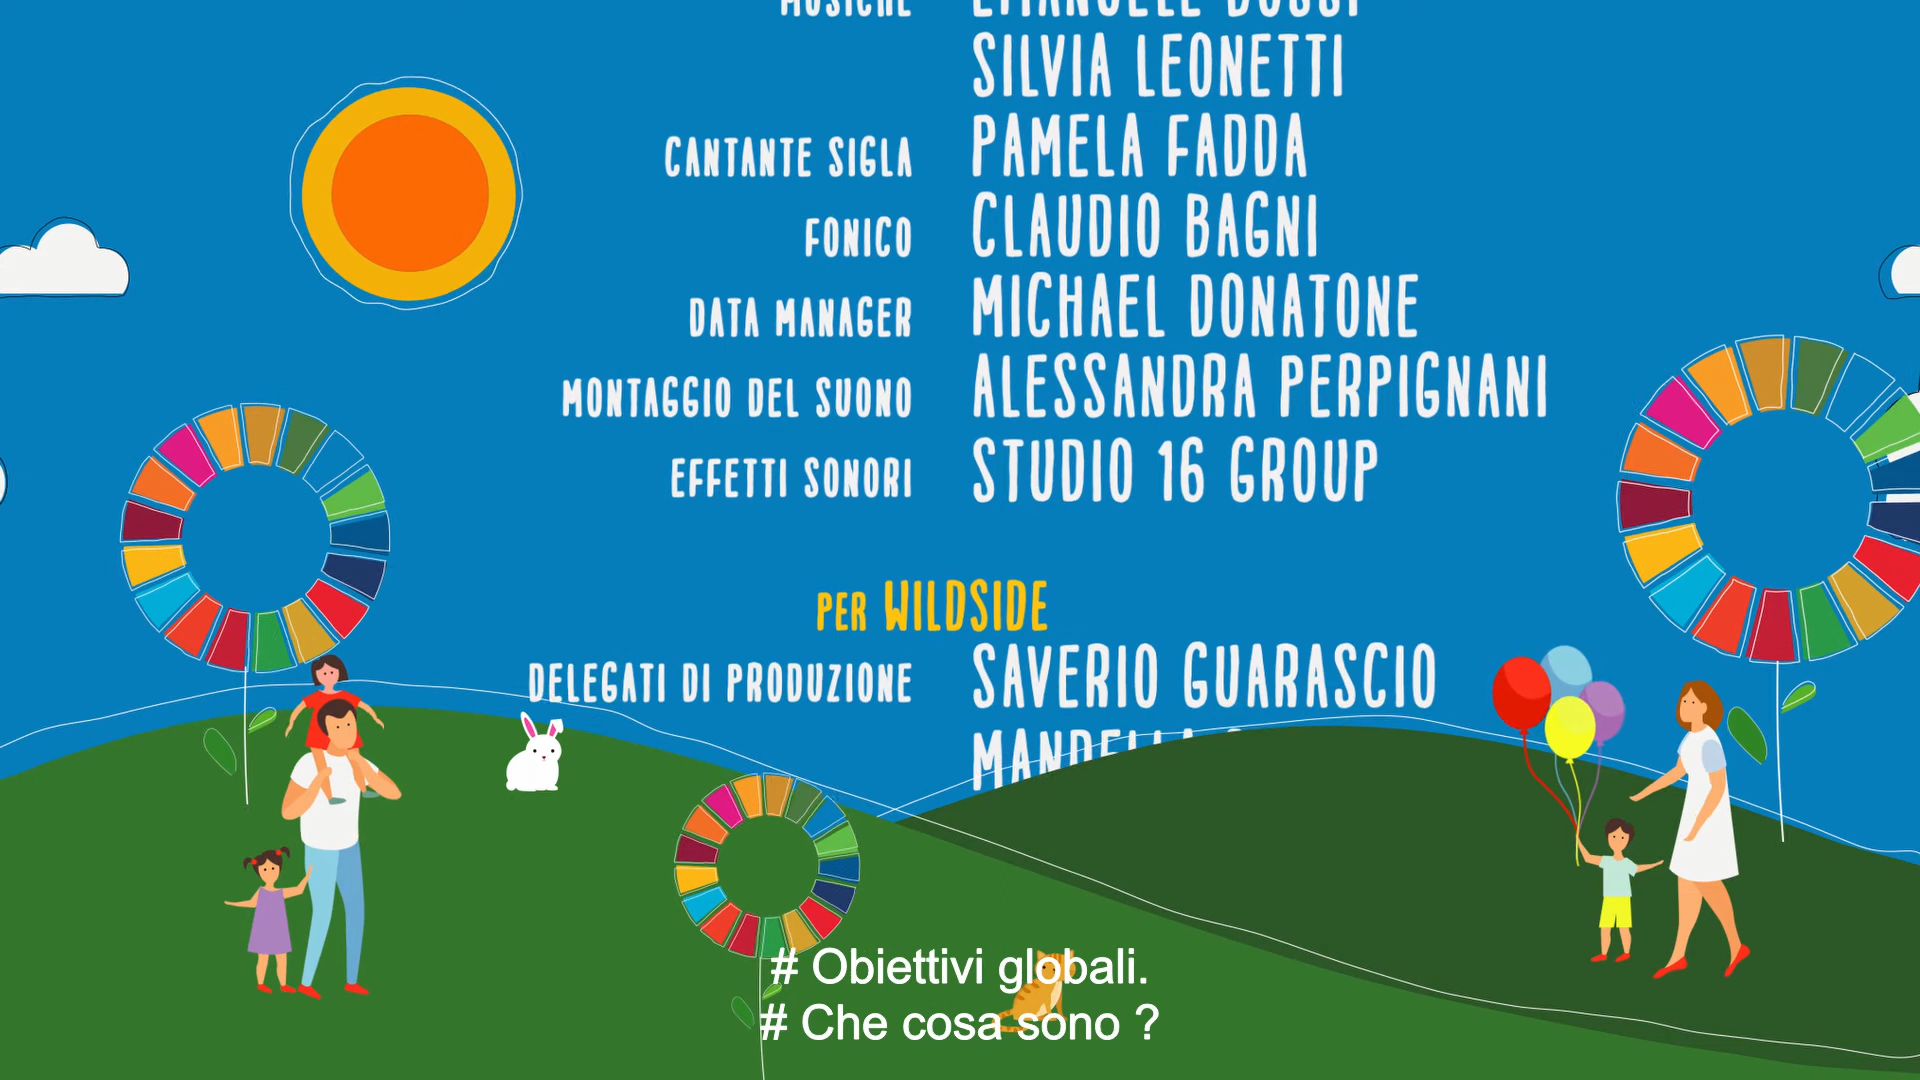 MUSICHE
SILVIA LEONETTI
CANTANTE SIGLA PAMELA FADDA
FONICO CLAUDIO BAGNI
DATA MANAGER MICHAEL DONATONE
MONTAGGIO DEL SUONO ALESSANDRA PERPIGNANI
EFFETTI SONORI STUDIO 16 GROUP
PER WILDSIDE
DELEGATI DI PRODUZIONE SAVERIO GUARASCIO
# Obiettivi globali.
# Che cosa sono ?